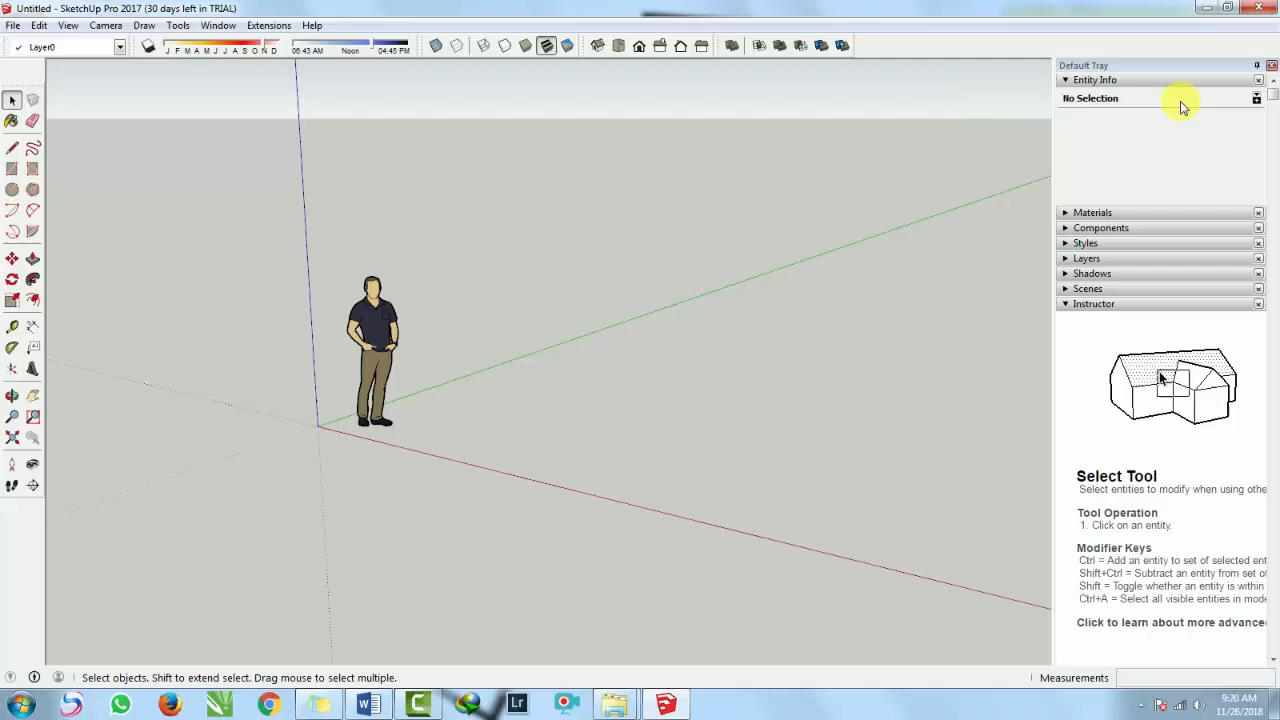 Untitled - SketchUp Pro 2017 (30 days left in TRIAL)
File Edit View Camera Draw Tools Window Extensions Help
Layer0
J F M A M J J A S O N D
06:43 AM Noon 04:45 PM
Default Tray
Entity Info
No Selection
Materials
Components
Styles
Layers
Shadows
Scenes
Instructor
Select Tool
Select entities to modify when using othe
Tool Operation
1. Click on an entity.
Modifier Keys
Ctrl = Add an entity to set of selected ent
Shift+Ctrl = Subtract an entity from set of
Shift = Toggle whether an entity is within
Ctrl+A = Select all visible entities in mode
Click to learn about more advance
Select objects. Shift to extend select. Drag mouse to select multiple.
Measurements
Lr
9:20 AM
11/26/2018